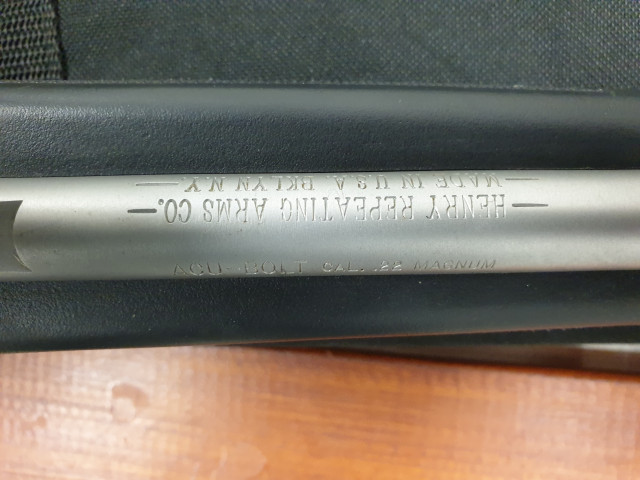 — HENRY REPEATING ARMS CO. —
— MADE IN U.S.A. BKLYN N.Y. —
ACU-BOLT CAL. .22 MAGNUM